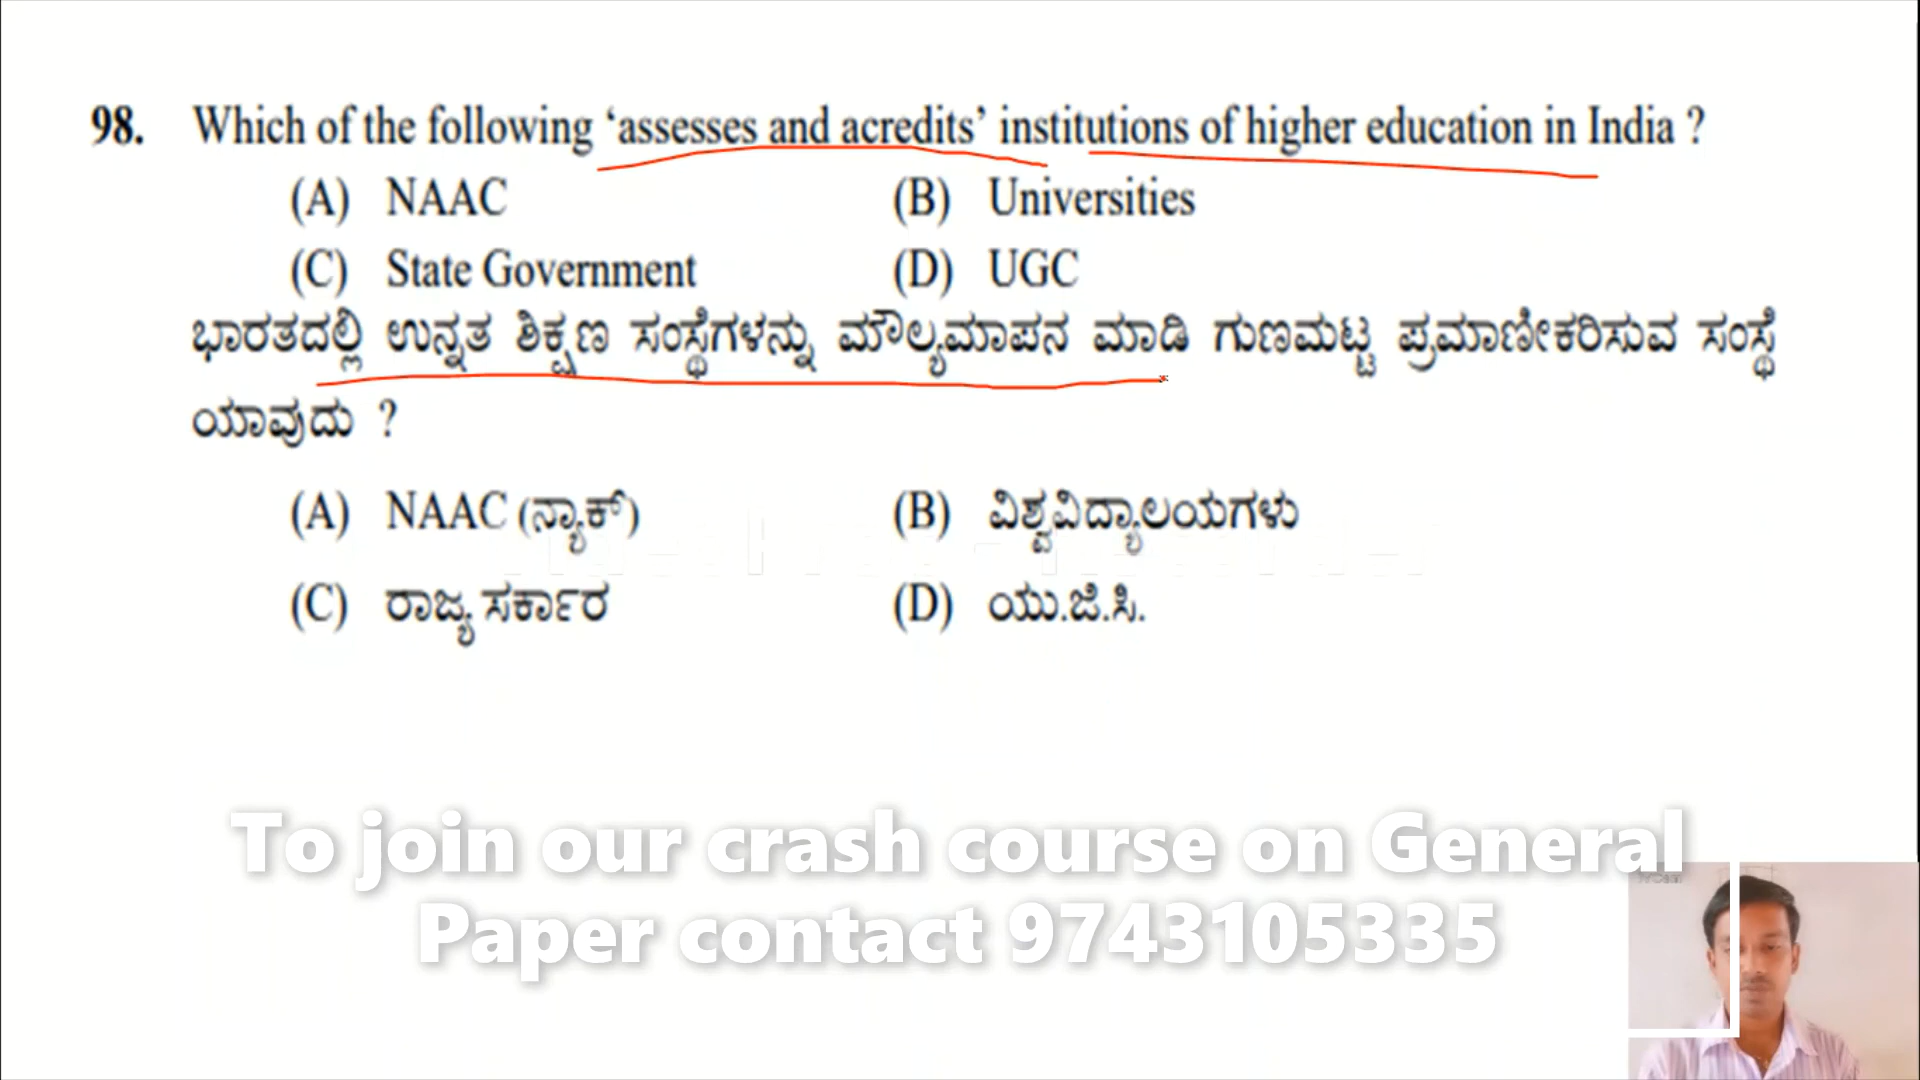 98. Which of the following ‘assesses and acredits’ institutions of higher education in India ?
(A) NAAC (B) Universities
(C) State Government (D) UGC
ಭಾರತದಲ್ಲಿ ಉನ್ನತ ಶಿಕ್ಷಣ ಸಂಸ್ಥೆಗಳನ್ನು ಮೌಲ್ಯಮಾಪನ ಮಾಡಿ ಗುಣಮಟ್ಟ ಪ್ರಮಾಣೀಕರಿಸುವ ಸಂಸ್ಥೆ
ಯಾವುದು ?
(A) NAAC (ನ್ಯಾಕ್) (B) ವಿಶ್ವವಿದ್ಯಾಲಯಗಳು
(C) ರಾಜ್ಯ ಸರ್ಕಾರ (D) ಯು.ಜಿ.ಸಿ.
To join our crash course on General
Paper contact 9743105335